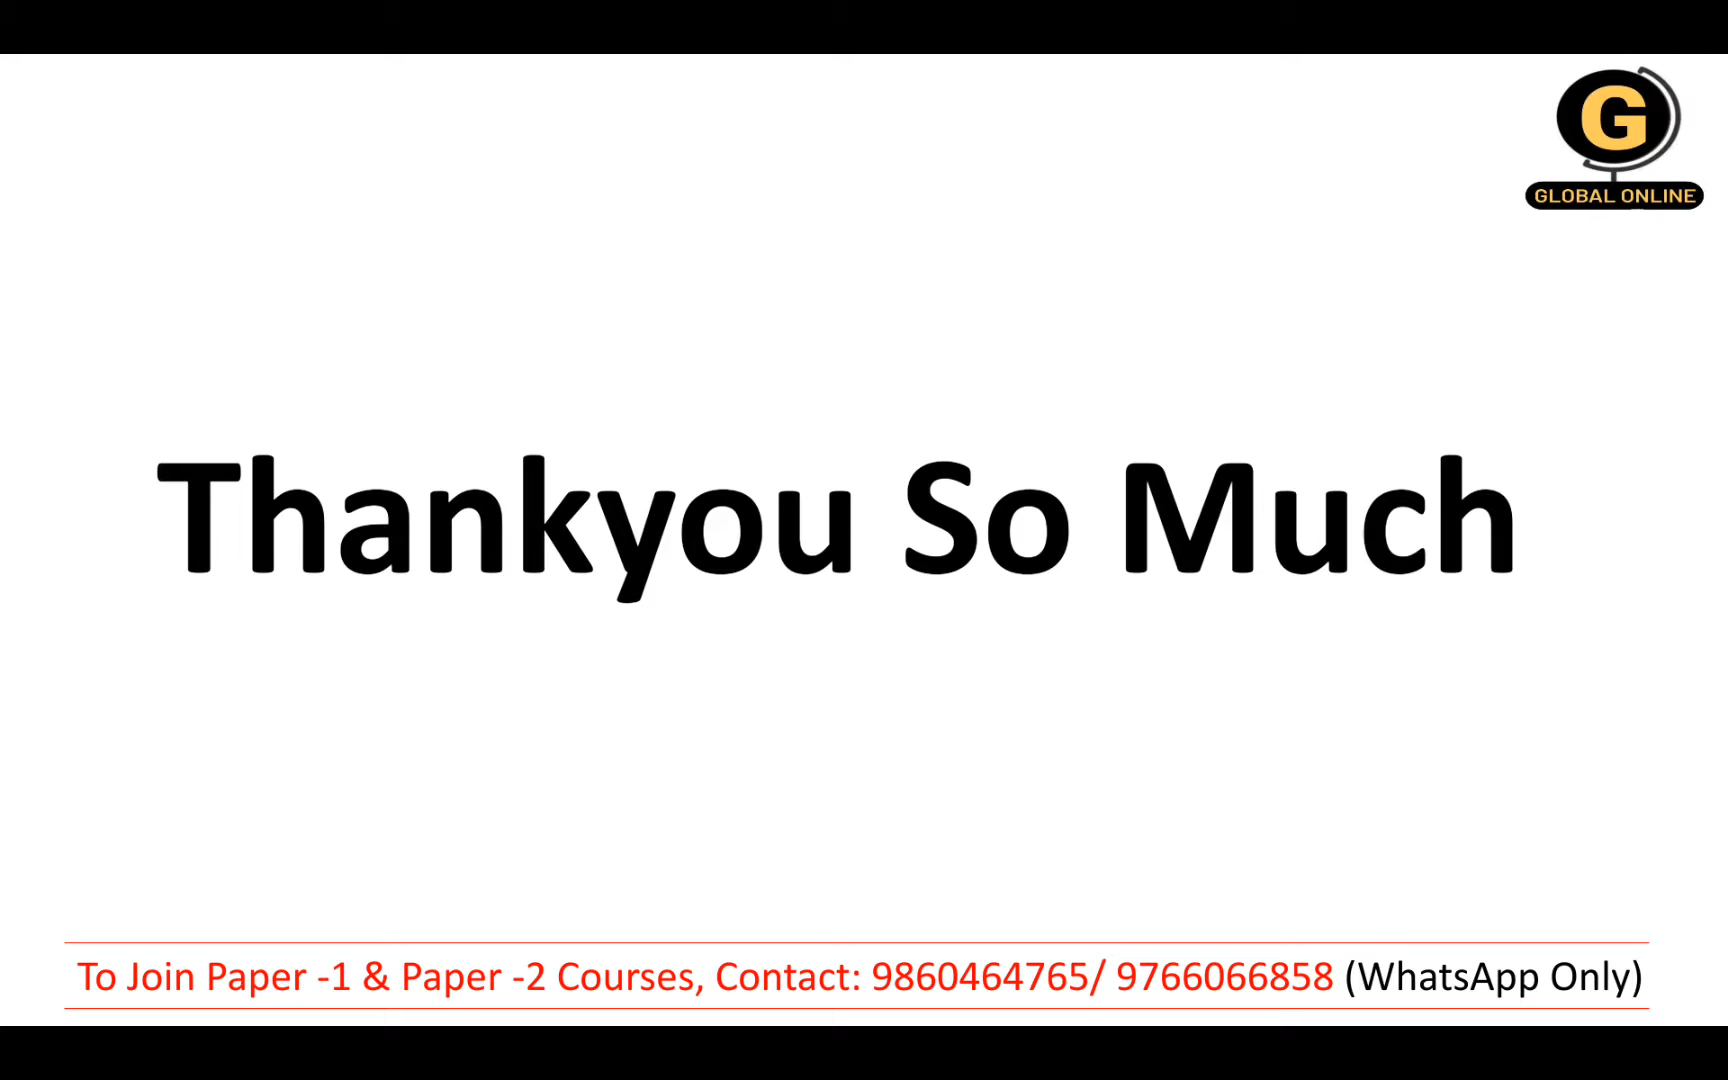 G
GLOBAL ONLINE
Thankyou So Much
To Join Paper -1 & Paper -2 Courses, Contact: 9860464765/ 9766066858 (WhatsApp Only)